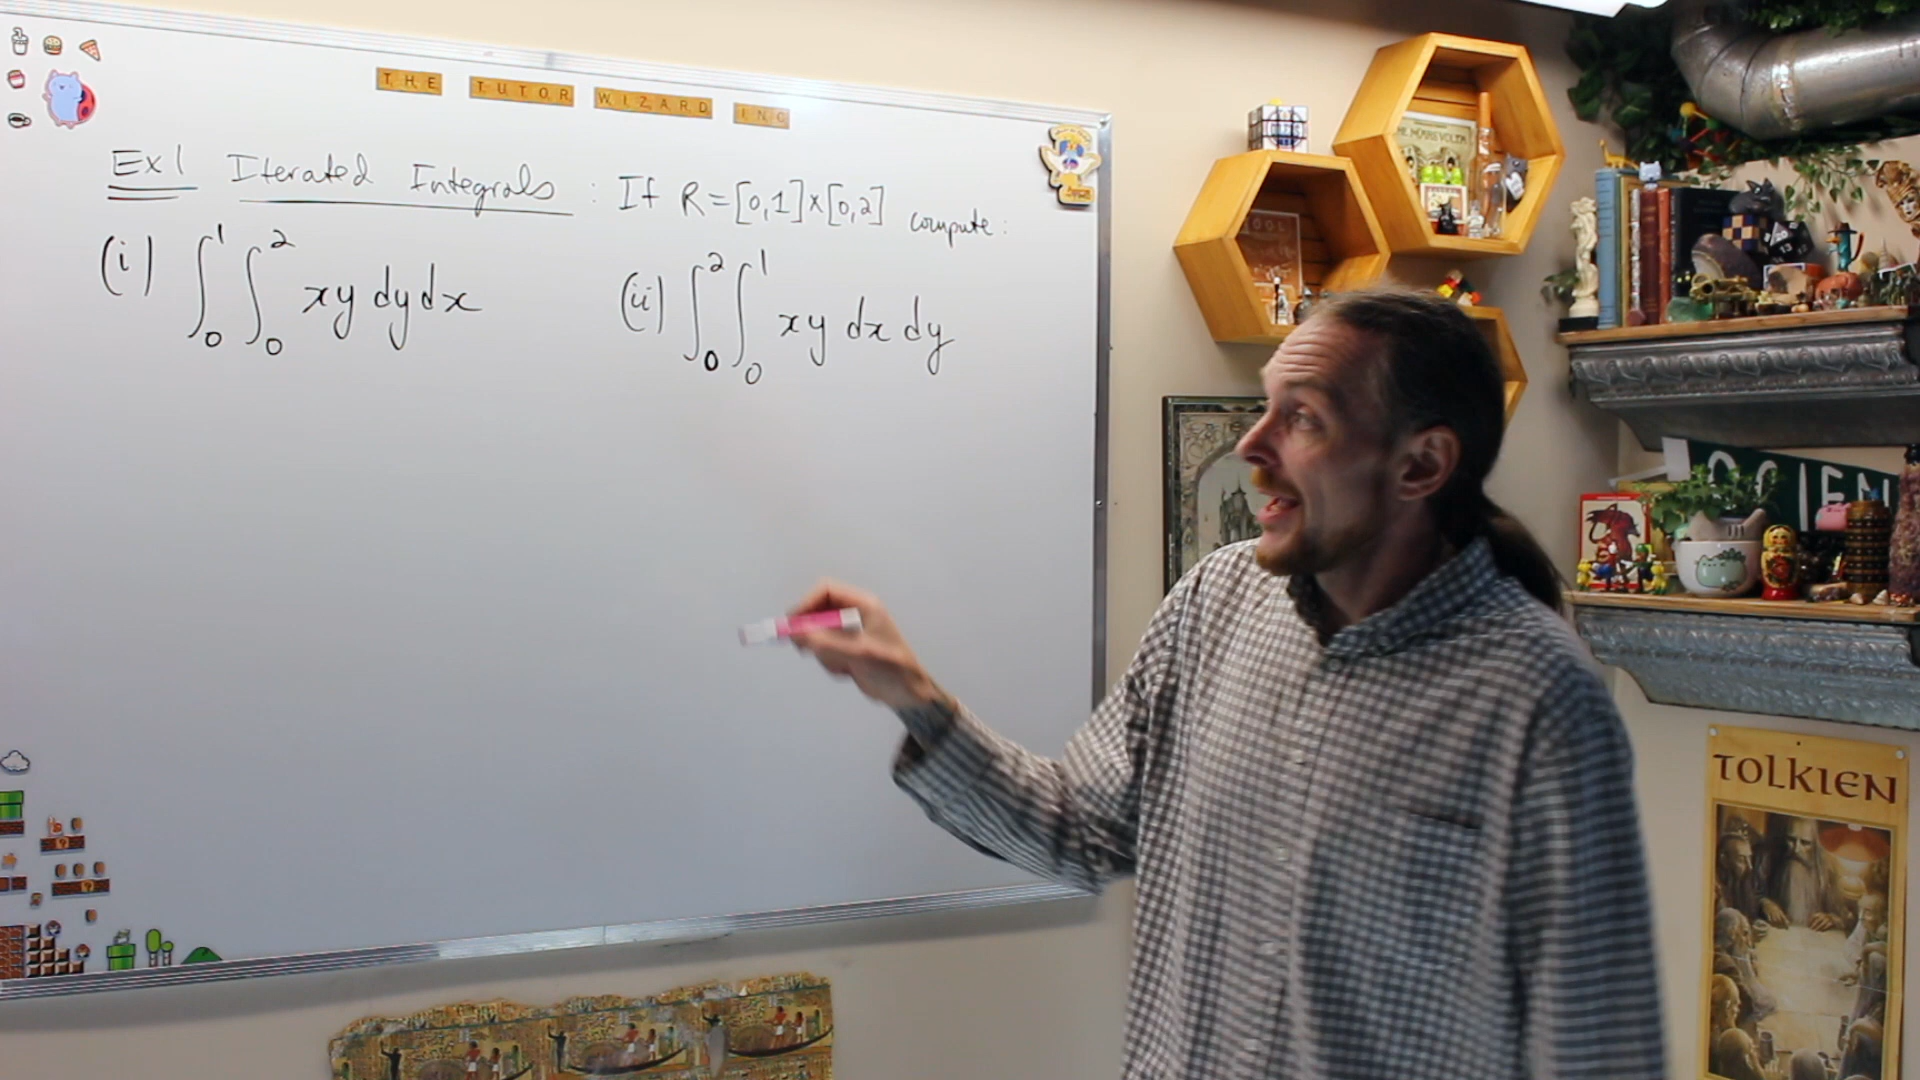 THE TUTOR WIZARD INC
Ex 1 Iterated Integrals : If R = [0,1]×[0,2] compute :
(i) ∫₀¹ ∫₀² xy dy dx
(ii) ∫₀² ∫₀¹ xy dx dy
TOLKIEN